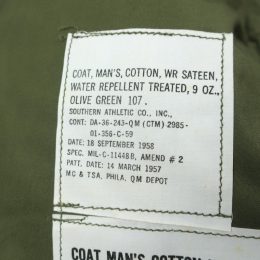 COAT, MAN'S, COTTON, WR SATEEN,
WATER REPELLENT TREATED, 9 OZ.,
OLIVE GREEN 107.
SOUTHERN ATHLETIC CO., INC.,
CONT: DA-36-243-QM (CTM) 2985-
01-356-C-59
DATE: 18 SEPTEMBER 1958
SPEC. MIL-C-11448B, AMEND # 2
PATT. DATE: 14 MARCH 1957
MC & TSA, PHILA. QM DEPOT
COAT MAN'S COTTON